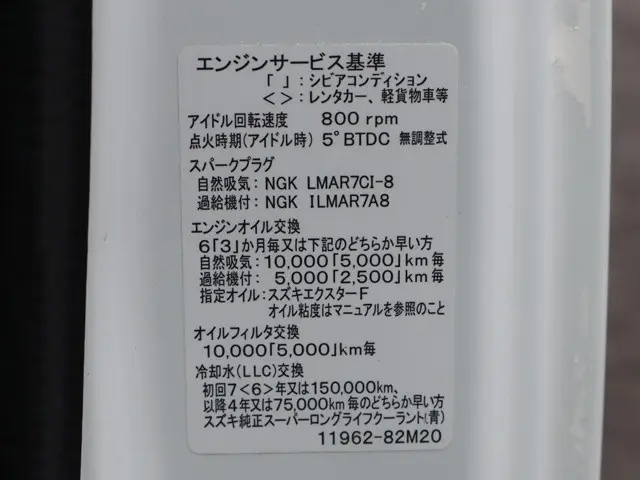 エンジンサービス基準
「 」:シビアコンディション
< >:レンタカー、軽貨物車等
アイドル回転速度 800 rpm
点火時期(アイドル時) 5°BTDC 無調整式
スパークプラグ
自然吸気:NGK LMAR7CI-8
過給機付:NGK ILMAR7A8
エンジンオイル交換
6「3」か月毎又は下記のどちらか早い方
自然吸気:10,000「5,000」km毎
過給機付: 5,000「2,500」km毎
指定オイル:スズキエクスターF
オイル粘度はマニュアルを参照のこと
オイルフィルタ交換
10,000「5,000」km毎
冷却水(LLC)交換
初回7<6>年又は150,000km、
以降4年又は75,000km毎のどちらか早い方
スズキ純正スーパーロングライフクーラント(青)
11962-82M20